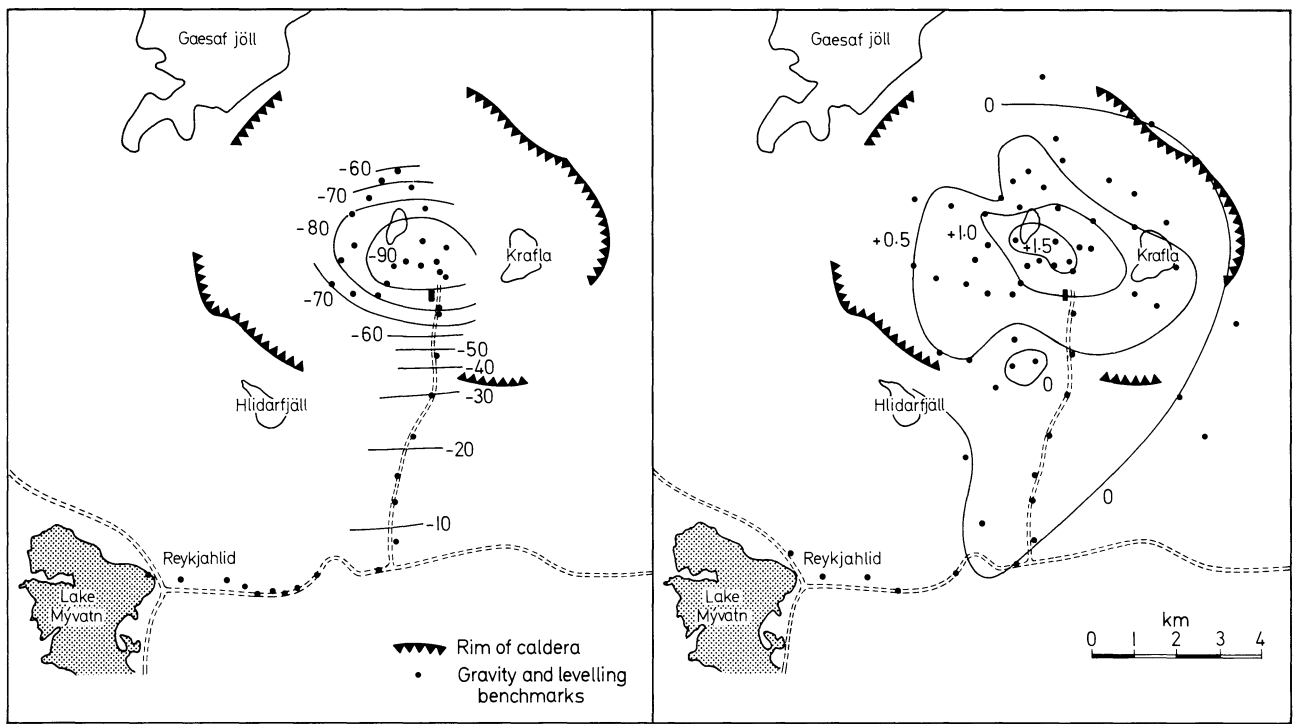 Gaesaf jöll
-60
-70
-80
-90
Krafla
-70
-60
-50
-40
-30
Hlidarfjäll
-20
-10
Reykjahlid
Lake
Mývatn
Rim of caldera
Gravity and levelling
benchmarks
Gaesaf jöll
0
+0.5
+1.0
+1.5
Krafla
0
Hlidarfjäll
0
Reykjahlid
Lake
Mývatn
km
0 1 2 3 4